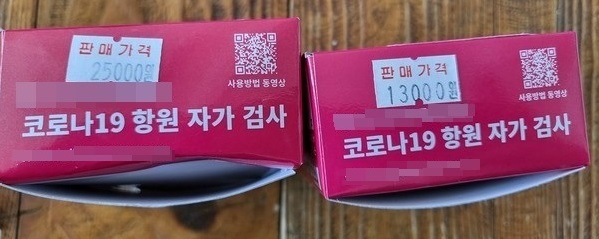 판매가격
25000원
사용방법 동영상
코로나19 항원 자가 검사
판매가격
13000원
사용방법 동영상
코로나19 항원 자가 검사